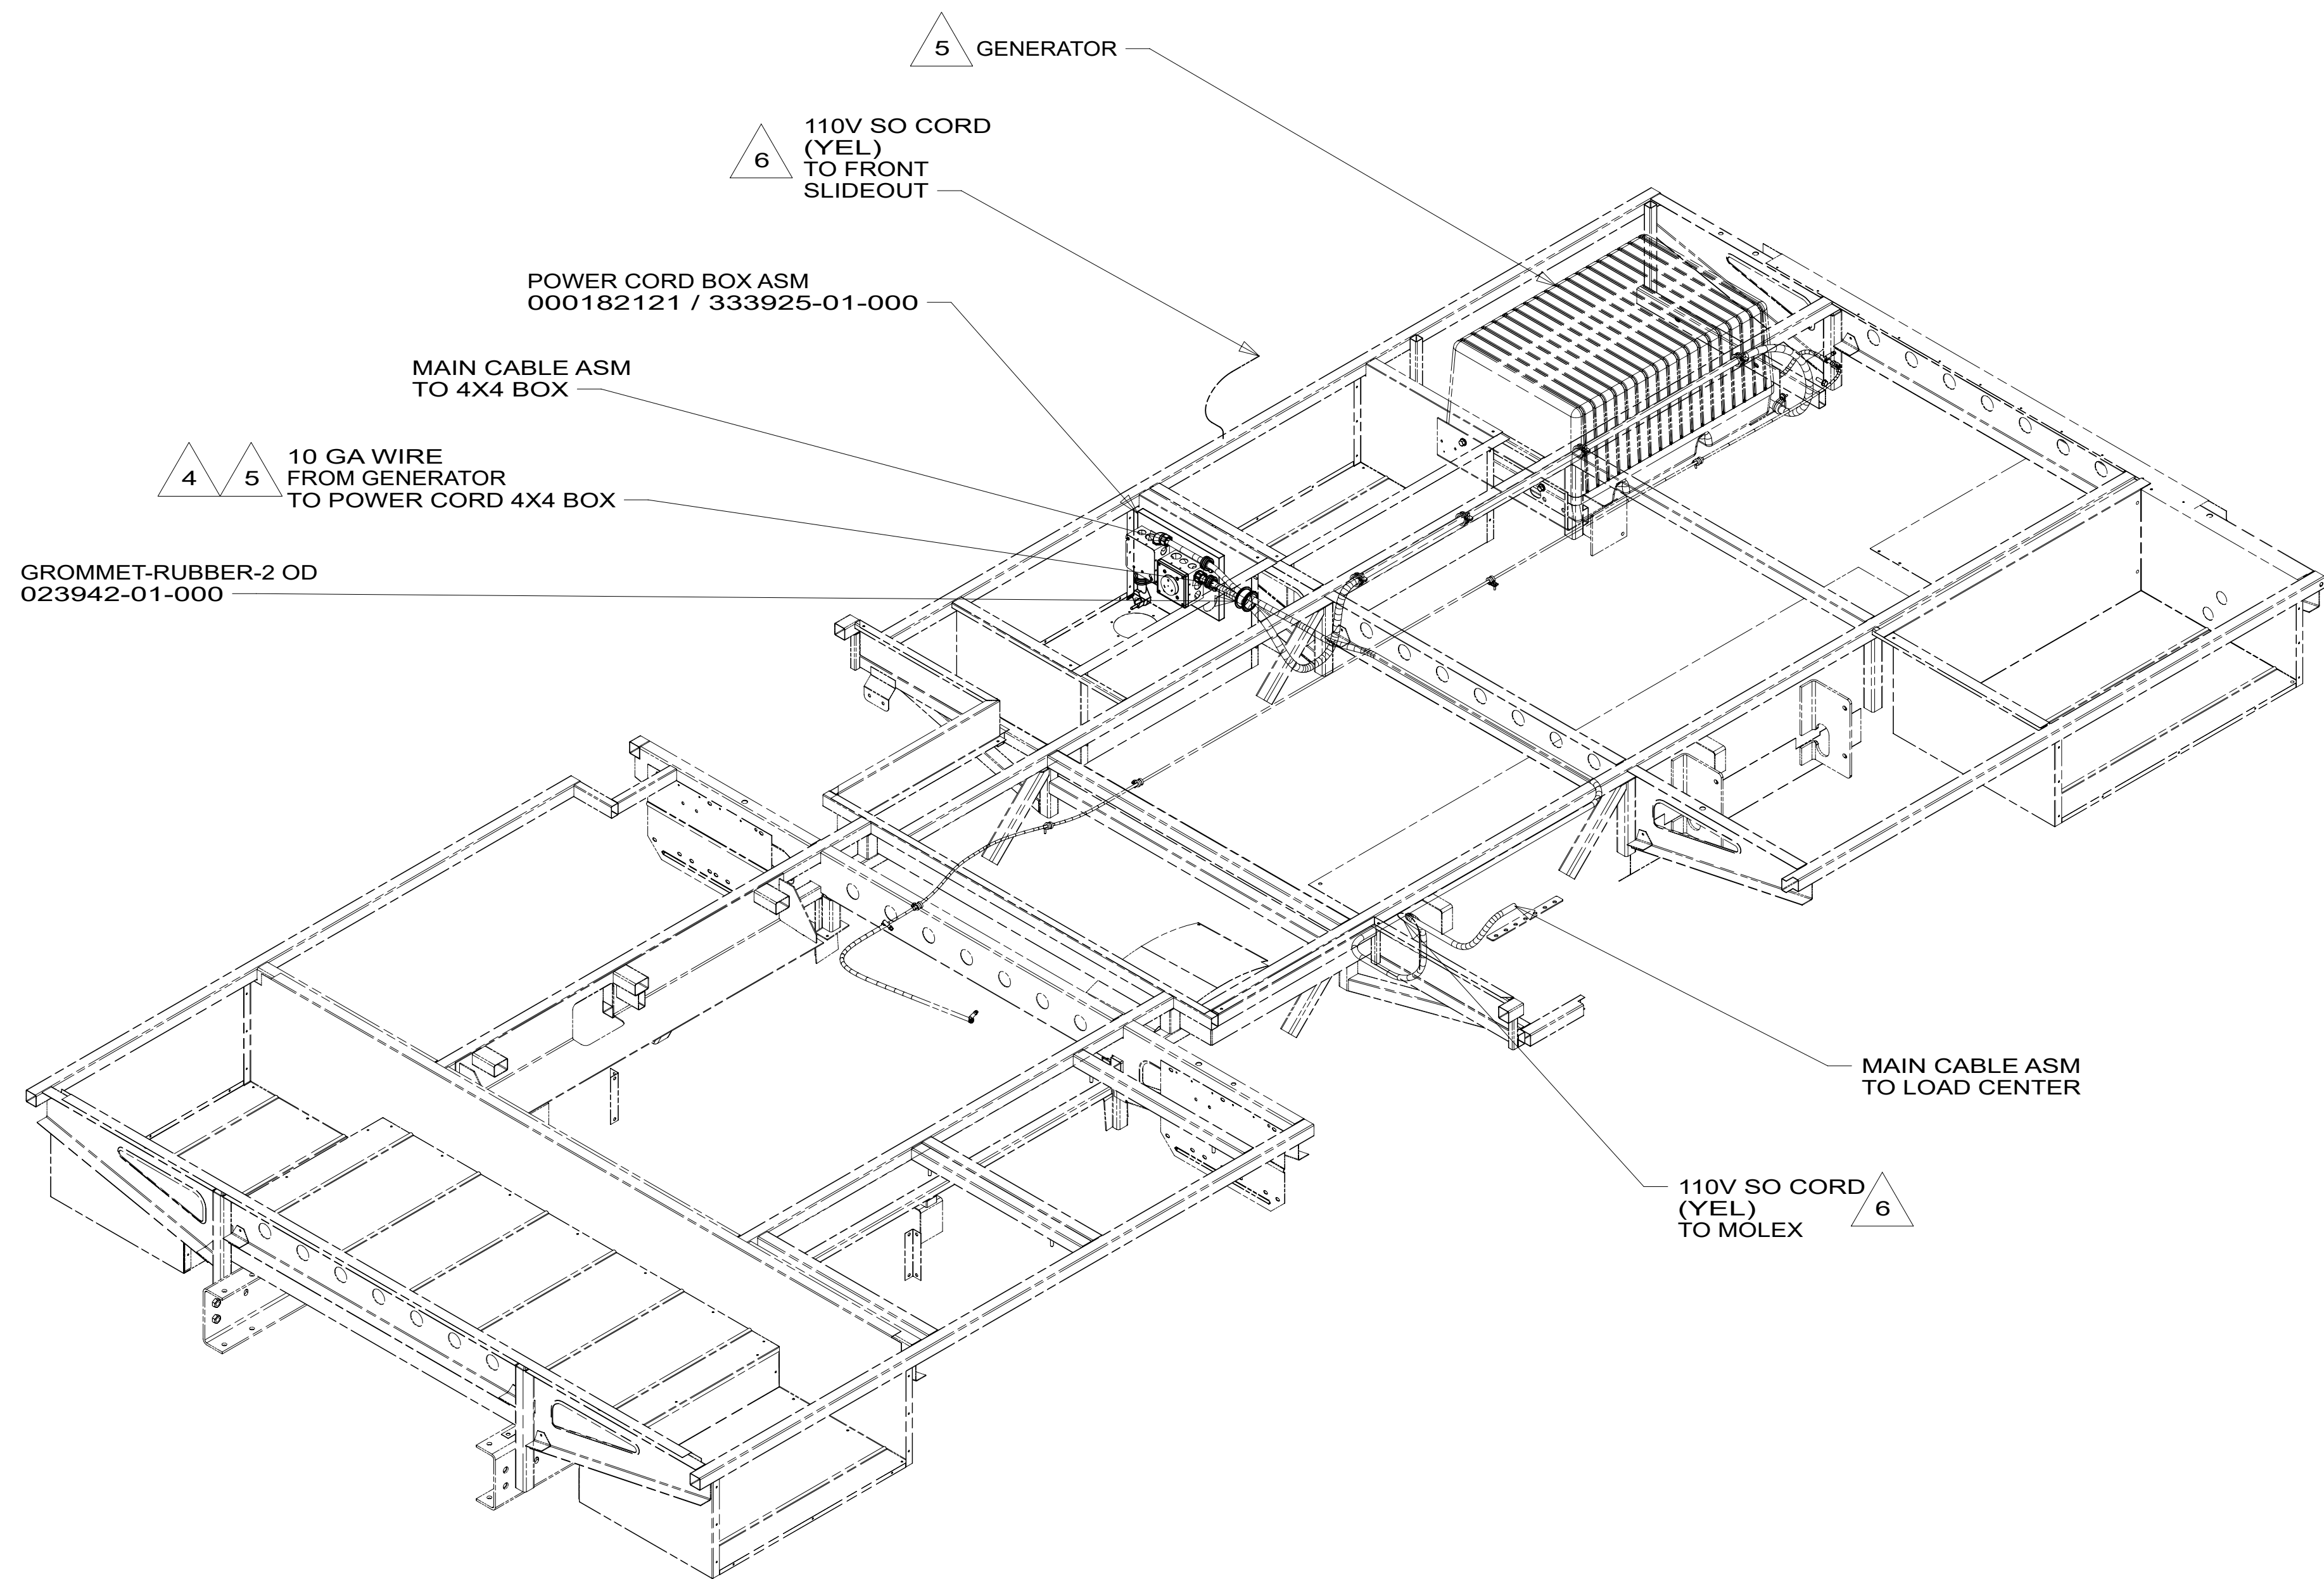 5 GENERATOR
6
110V SO CORD
(YEL)
TO FRONT
SLIDEOUT
POWER CORD BOX ASM
000182121 / 333925-01-000
MAIN CABLE ASM
TO 4X4 BOX
4 5
10 GA WIRE
FROM GENERATOR
TO POWER CORD 4X4 BOX
GROMMET-RUBBER-2 OD
023942-01-000
MAIN CABLE ASM
TO LOAD CENTER
110V SO CORD
(YEL)
TO MOLEX
6